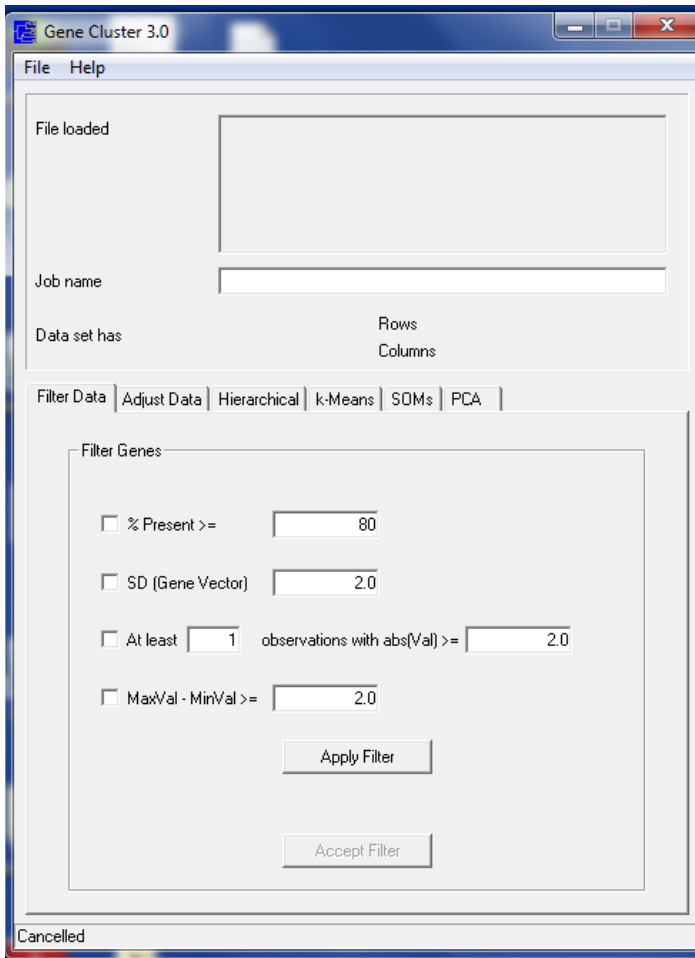 Gene Cluster 3.0
File Help
File loaded
Job name
Data set has
Rows
Columns
Filter Data Adjust Data Hierarchical k-Means SOMs PCA
Filter Genes
% Present >= 80
SD (Gene Vector) 2.0
At least 1 observations with abs(Val) >= 2.0
MaxVal - MinVal >= 2.0
Apply Filter
Accept Filter
Cancelled